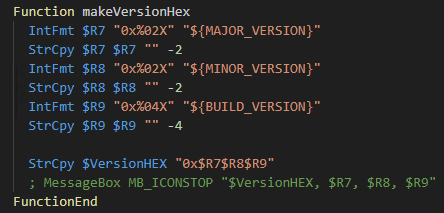 Function makeVersionHex
  IntFmt $R7 "0x%02X" "${MAJOR_VERSION}"
  StrCpy $R7 $R7 "" -2
  IntFmt $R8 "0x%02X" "${MINOR_VERSION}"
  StrCpy $R8 $R8 "" -2
  IntFmt $R9 "0x%04X" "${BUILD_VERSION}"
  StrCpy $R9 $R9 "" -4

  StrCpy $VersionHEX "0x$R7$R8$R9"
  ; MessageBox MB_ICONSTOP "$VersionHEX, $R7, $R8, $R9"
FunctionEnd